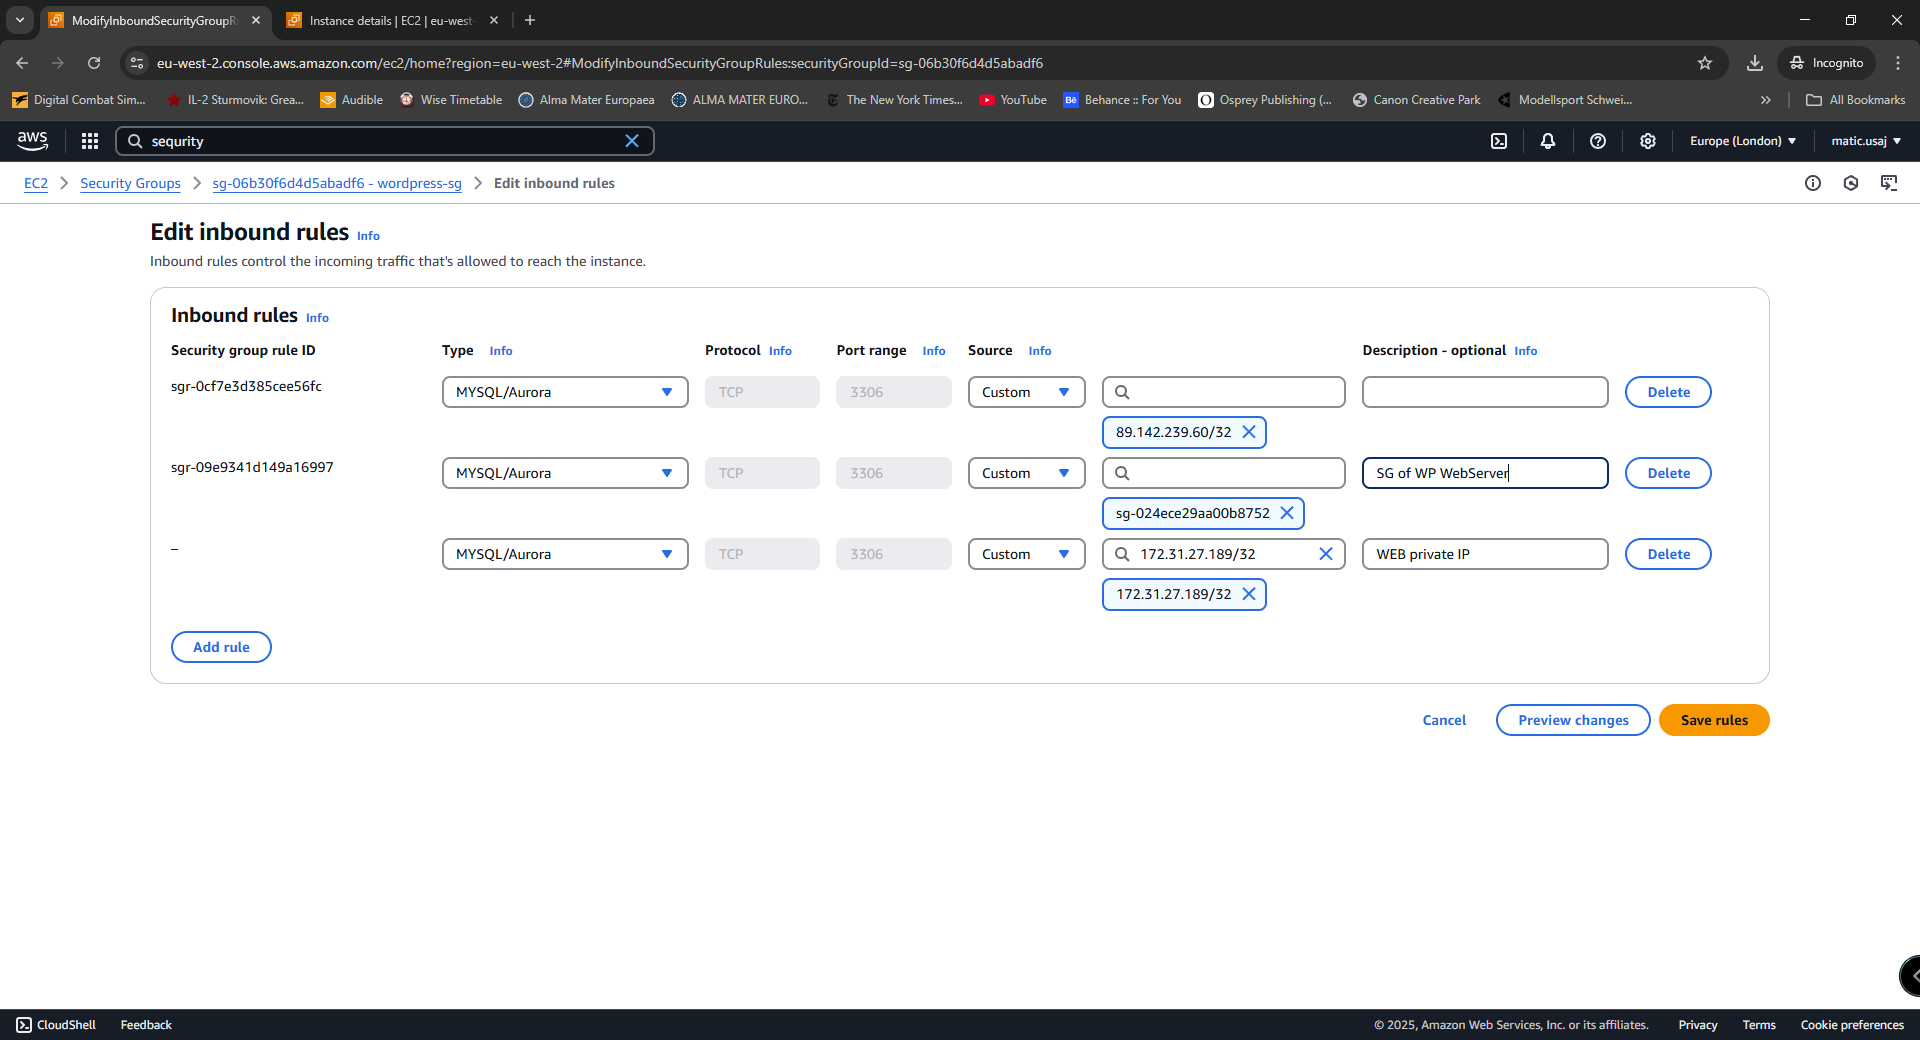 ModifyInboundSecurityGroupR
Instance details | EC2 | eu-west-
eu-west-2.console.aws.amazon.com/ec2/home?region=eu-west-2#ModifyInboundSecurityGroupRules:securityGroupId=sg-06b30f6d4d5abadf6
Incognito
Digital Combat Sim...
IL-2 Sturmovik: Grea...
Audible
Wise Timetable
Alma Mater Europaea
ALMA MATER EURO...
The New York Times...
YouTube
Bē
Behance :: For You
Osprey Publishing (...
Canon Creative Park
Modellsport Schwei...
All Bookmarks
aws
sequrity
Europe (London)
matic.usaj
EC2 > Security Groups > sg-06b30f6d4d5abadf6 - wordpress-sg > Edit inbound rules
Edit inbound rules Info
Inbound rules control the incoming traffic that's allowed to reach the instance.
Inbound rules Info
Security group rule ID Type Info Protocol Info Port range Info Source Info Description - optional Info
sgr-0cf7e3d385cee56fc MYSQL/Aurora TCP 3306 Custom Delete
89.142.239.60/32
sgr-09e9341d149a16997 MYSQL/Aurora TCP 3306 Custom SG of WP WebServer Delete
sg-024ece29aa00b8752
– MYSQL/Aurora TCP 3306 Custom 172.31.27.189/32 WEB private IP Delete
172.31.27.189/32
Add rule
Cancel Preview changes Save rules
CloudShell Feedback © 2025, Amazon Web Services, Inc. or its affiliates. Privacy Terms Cookie preferences